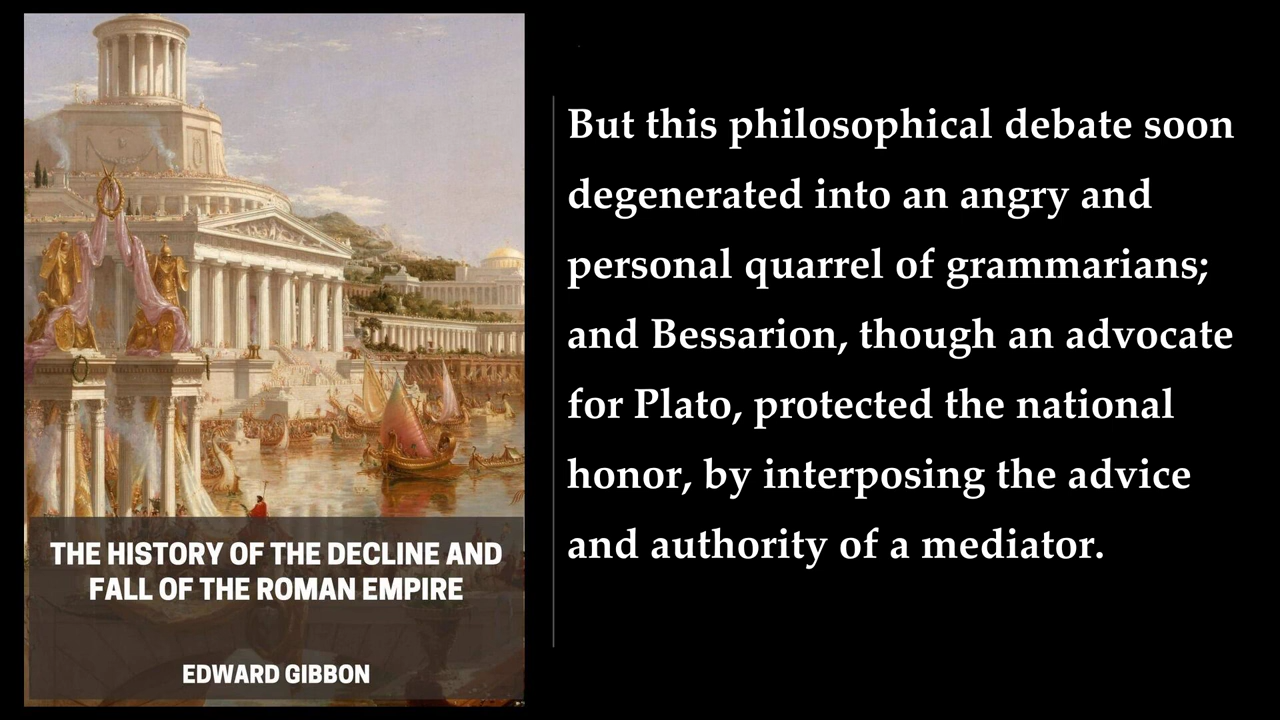 THE HISTORY OF THE DECLINE AND
FALL OF THE ROMAN EMPIRE
EDWARD GIBBON
But this philosophical debate soon
degenerated into an angry and
personal quarrel of grammarians;
and Bessarion, though an advocate
for Plato, protected the national
honor, by interposing the advice
and authority of a mediator.